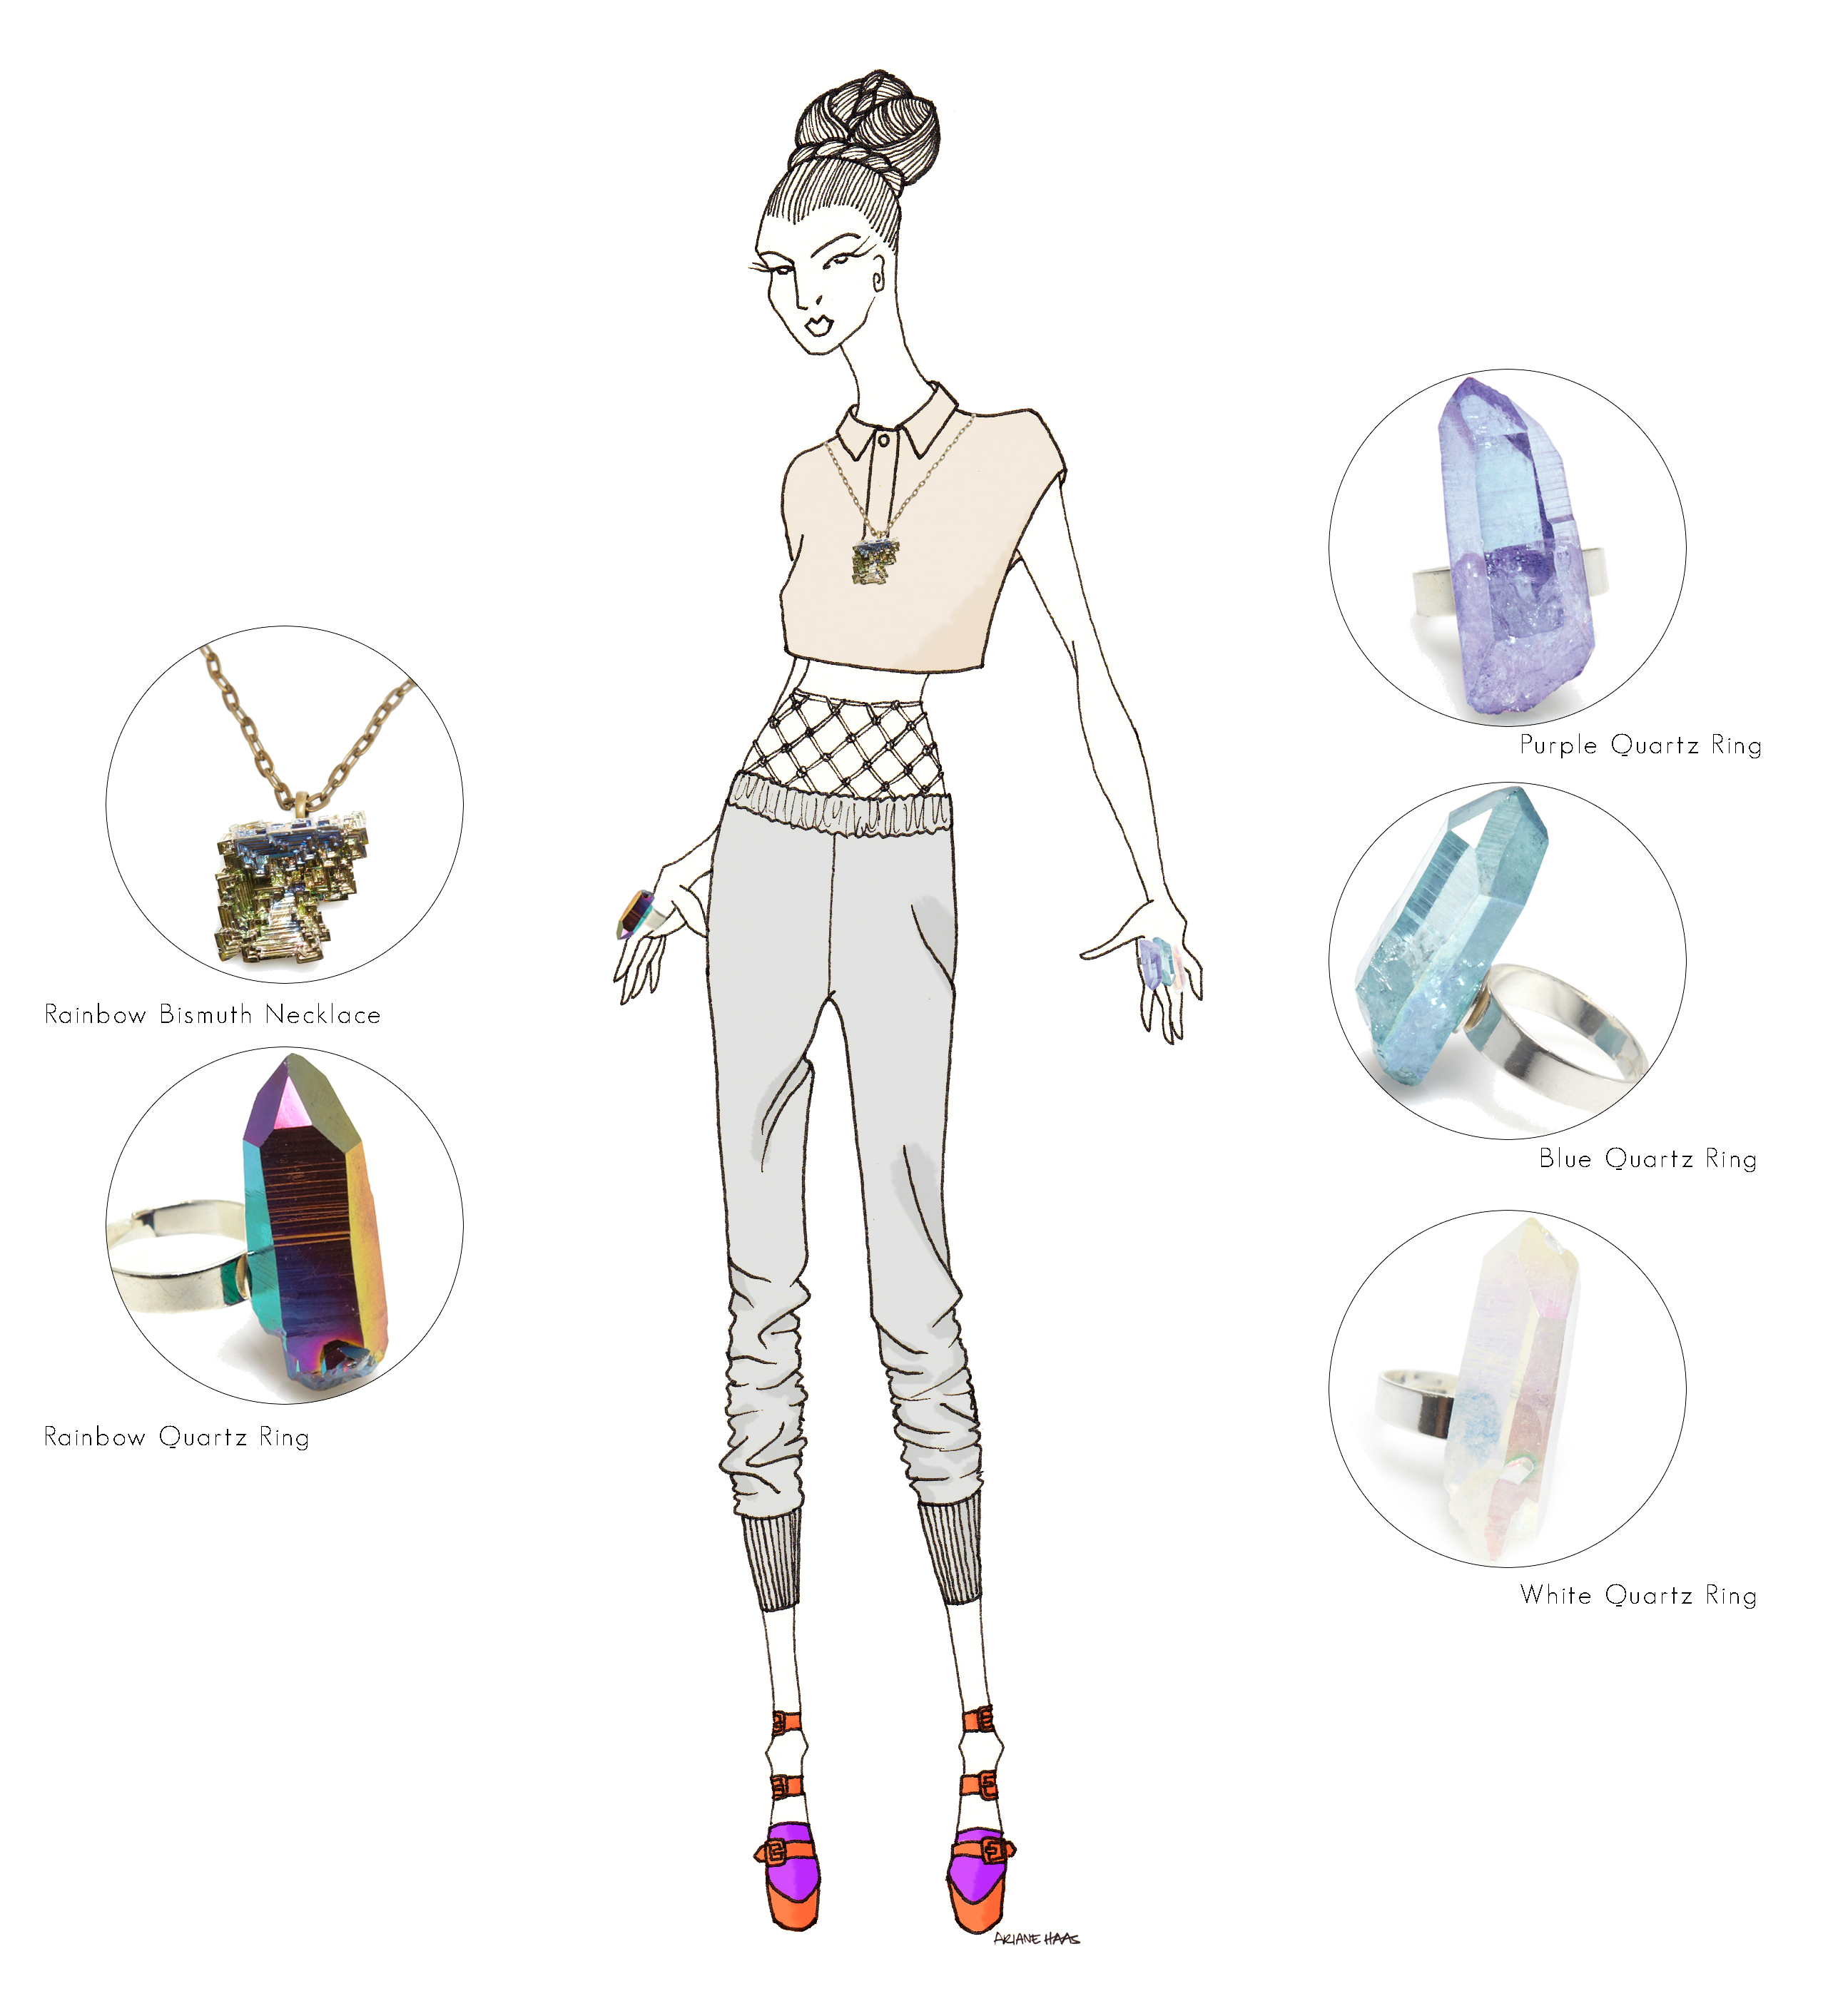 Rainbow Bismuth Necklace
Rainbow Quartz Ring
Purple Quartz Ring
Blue Quartz Ring
White Quartz Ring
ARIANE HAAS